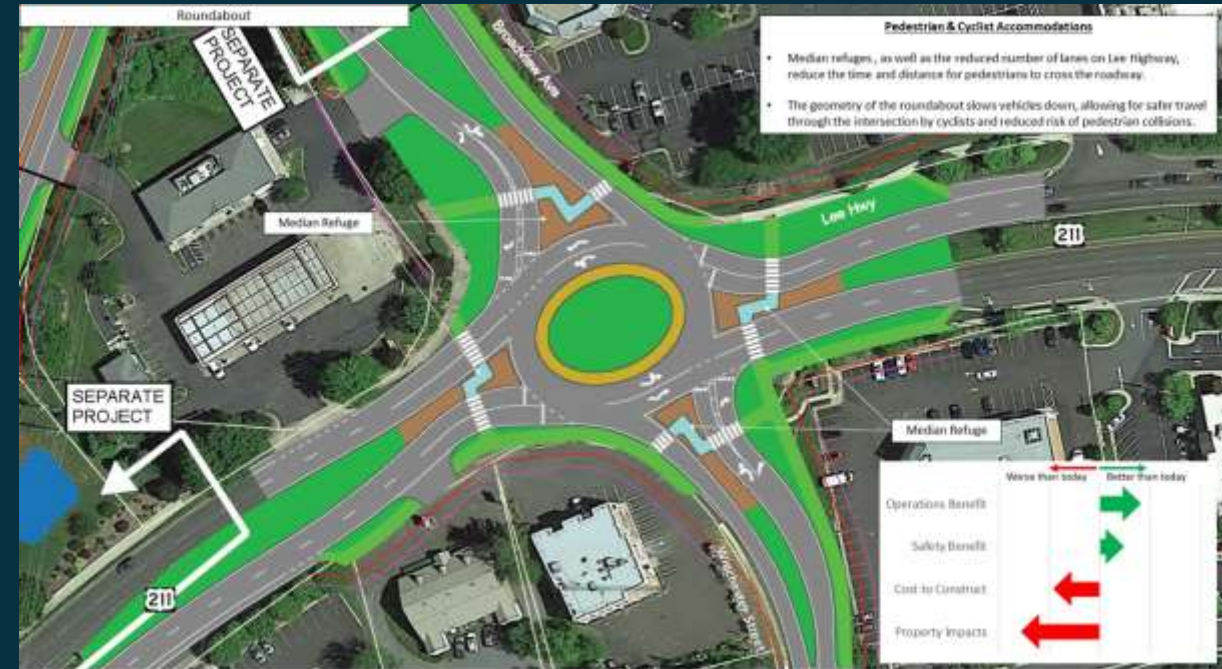 Roundabout
SEPARATE
PROJECT
Broadview Ave
Pedestrian & Cyclist Accommodations
• Median refuges , as well as the reduced number of lanes on Lee Highway,
reduce the time and distance for pedestrians to cross the roadway.
• The geometry of the roundabout slows vehicles down, allowing for safer travel
through the intersection by cyclists and reduced risk of pedestrian collisions.
Median Refuge
Lee Hwy
211
SEPARATE
PROJECT
Median Refuge
211
Worse than today Better than today
Operations Benefit
Safety Benefit
Cost to Construct
Property Impacts